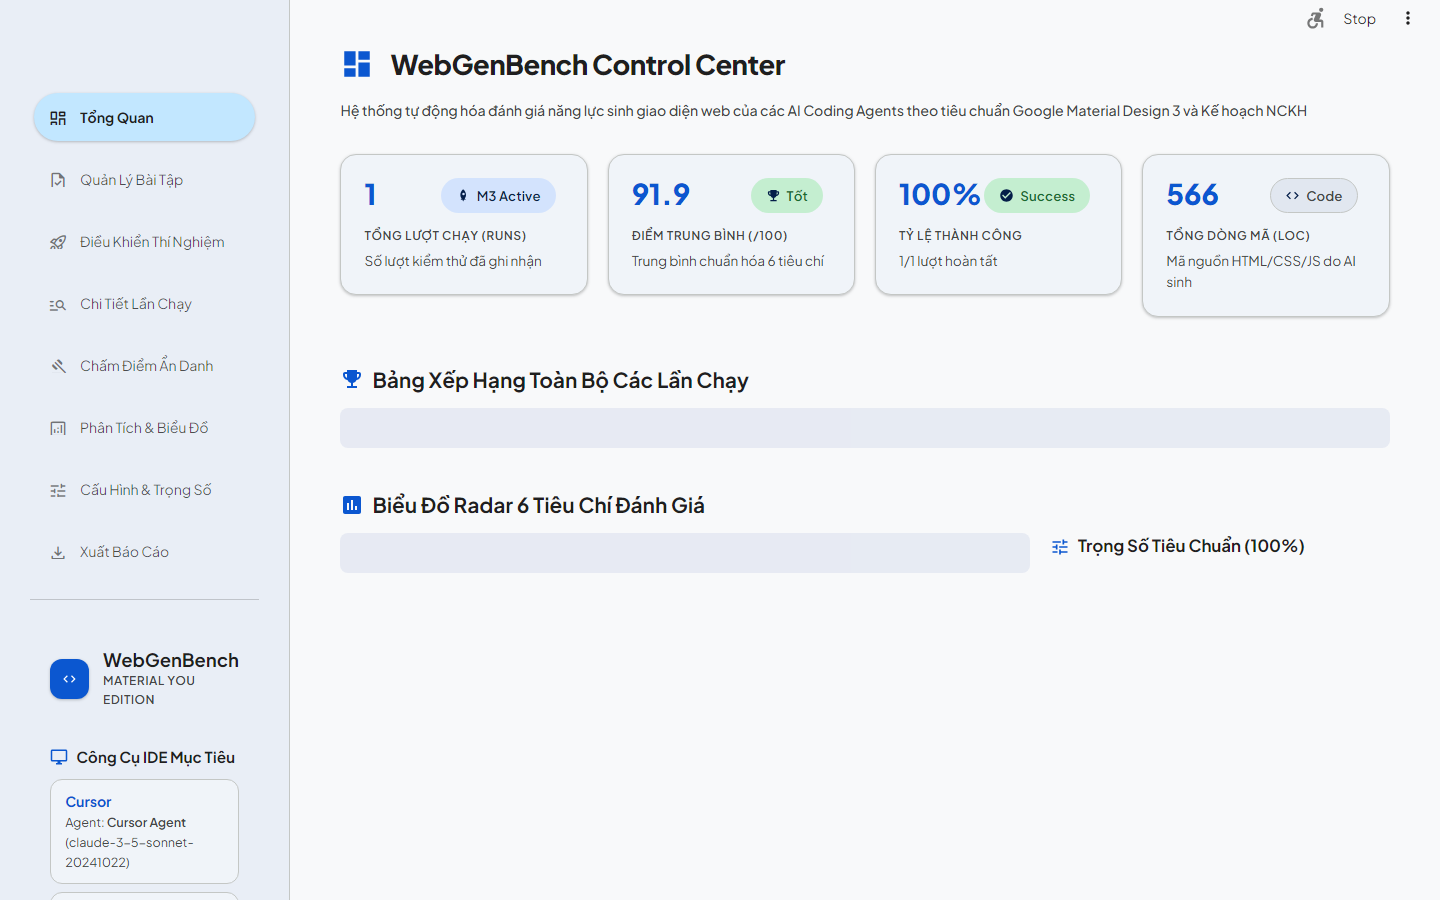 Stop
WebGenBench Control Center
Hệ thống tự động hóa đánh giá năng lực sinh giao diện web của các AI Coding Agents theo tiêu chuẩn Google Material Design 3 và Kế hoạch NCKH
Tổng Quan
Quản Lý Bài Tập
Điều Khiển Thí Nghiệm
Chi Tiết Lần Chạy
Chấm Điểm Ẩn Danh
Phân Tích & Biểu Đồ
Cấu Hình & Trọng Số
Xuất Báo Cáo
WebGenBench
MATERIAL YOU
EDITION
Công Cụ IDE Mục Tiêu
Cursor
Agent: Cursor Agent
(claude-3-5-sonnet-
20241022)
1
M3 Active
TỔNG LƯỢT CHẠY (RUNS)
Số lượt kiểm thử đã ghi nhận
91.9
Tốt
ĐIỂM TRUNG BÌNH (/100)
Trung bình chuẩn hóa 6 tiêu chí
100%
Success
TỶ LỆ THÀNH CÔNG
1/1 lượt hoàn tất
566
Code
TỔNG DÒNG MÃ (LOC)
Mã nguồn HTML/CSS/JS do AI
sinh
Bảng Xếp Hạng Toàn Bộ Các Lần Chạy
Biểu Đồ Radar 6 Tiêu Chí Đánh Giá
Trọng Số Tiêu Chuẩn (100%)